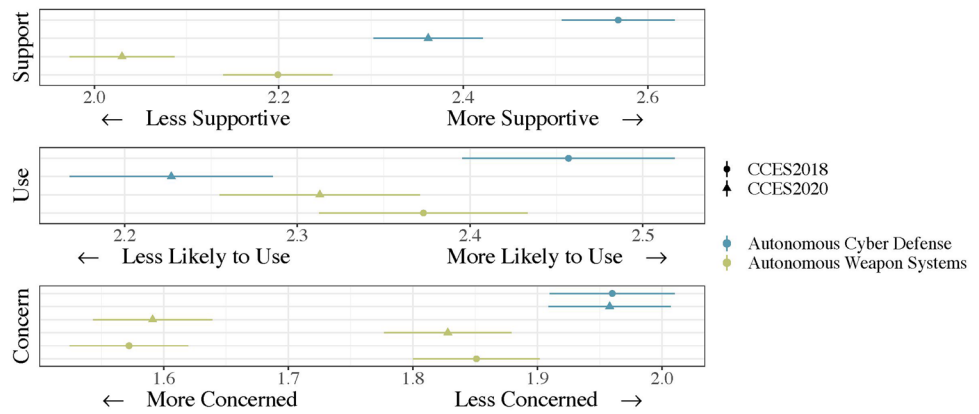 Support
2.0 2.2 2.4 2.6
← Less Supportive More Supportive →
Use
2.2 2.3 2.4 2.5
← Less Likely to Use More Likely to Use →
CCES2018
CCES2020
Autonomous Cyber Defense
Autonomous Weapon Systems
Concern
1.6 1.7 1.8 1.9 2.0
← More Concerned Less Concerned →